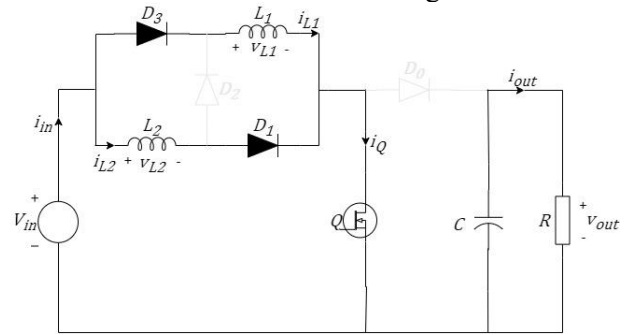 D3
L1
iL1
+ vL1 -
D2
D0
iout
iin
L2
D1
iL2
+ vL2 -
iQ
+
Vin
–
Q
C
R
+
vout
-